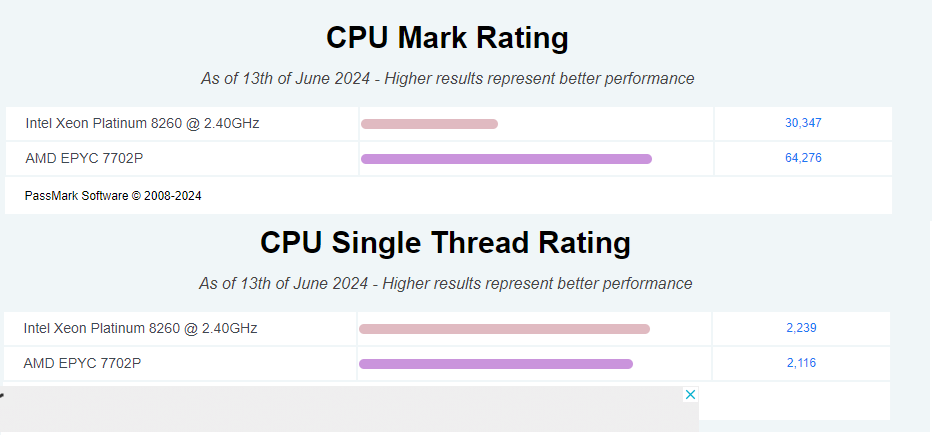 CPU Mark Rating
As of 13th of June 2024 - Higher results represent better performance
Intel Xeon Platinum 8260 @ 2.40GHz 30,347
AMD EPYC 7702P 64,276
PassMark Software © 2008-2024
CPU Single Thread Rating
As of 13th of June 2024 - Higher results represent better performance
Intel Xeon Platinum 8260 @ 2.40GHz 2,239
AMD EPYC 7702P 2,116